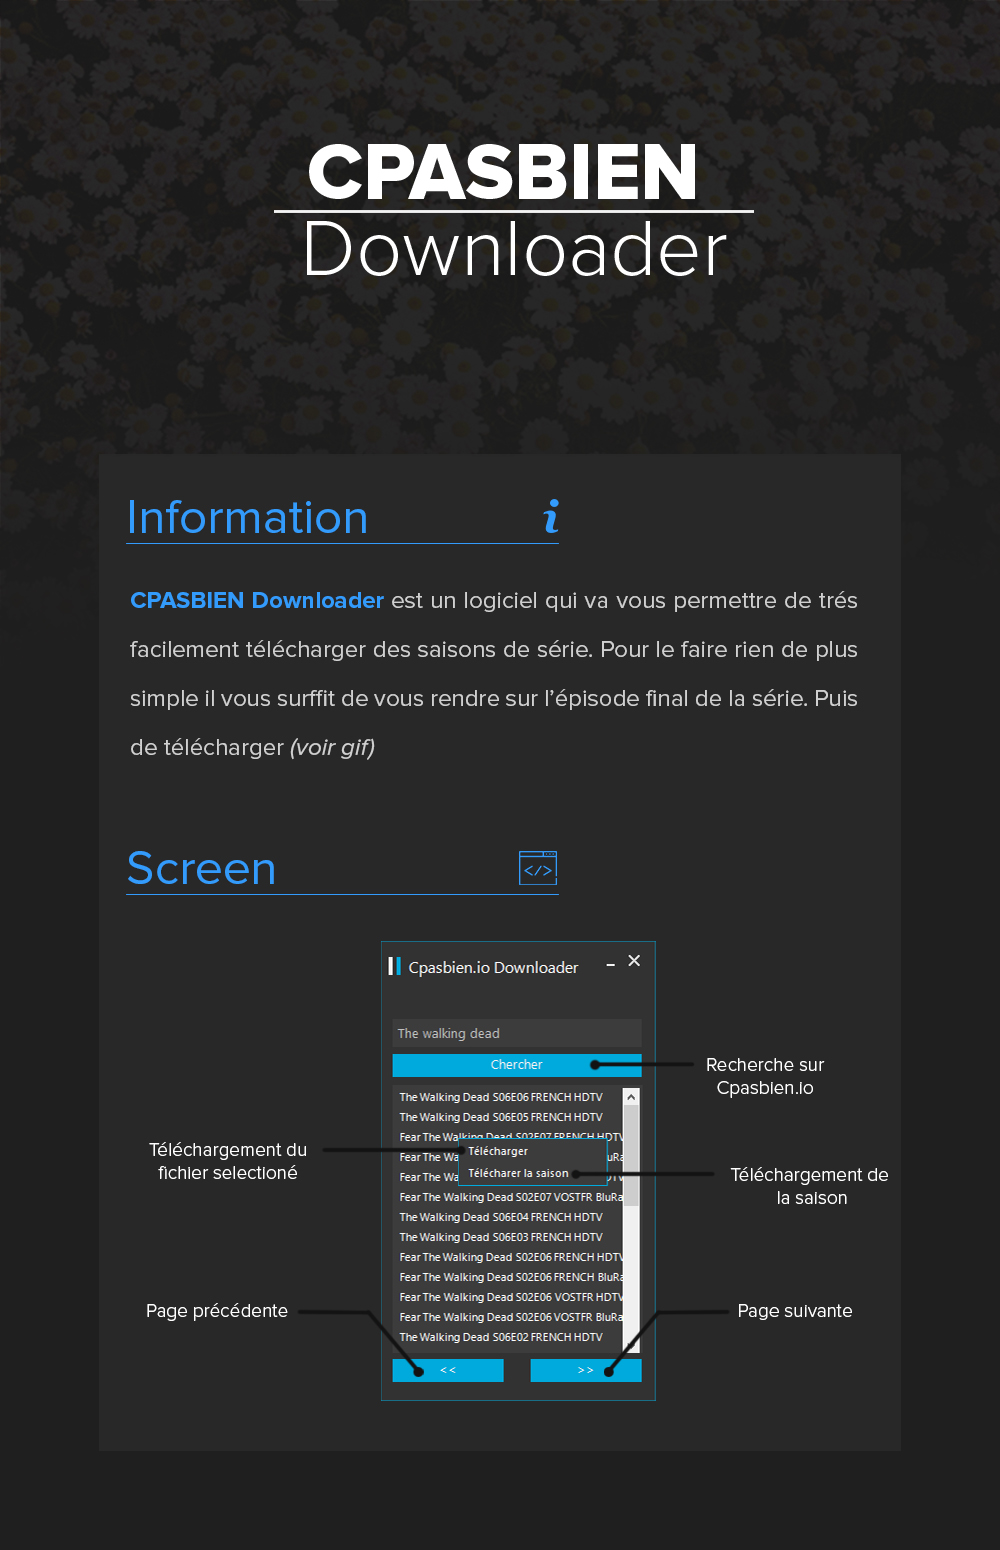 CPASBIEN
Downloader
Information
CPASBIEN Downloader est un logiciel qui va vous permettre de trés
facilement télécharger des saisons de série. Pour le faire rien de plus
simple il vous surffit de vous rendre sur l'épisode final de la série. Puis
de télécharger (voir gif)
Screen
</>
Cpasbien.io Downloader
The walking dead
Chercher
Recherche sur
Cpasbien.io
The Walking Dead S06E06 FRENCH HDTV
The Walking Dead S06E05 FRENCH HDTV
Fear The Walking Dead S02E07 FRENCH HDTV
Fear The Wa
Télécharger
uRa
Téléchargement du
fichier selectioné
Fear The Wa
Télécharer la saison
DTV
Téléchargement de
la saison
Fear The Walking Dead S02E07 VOSTFR BluRa
The Walking Dead S06E04 FRENCH HDTV
The Walking Dead S06E03 FRENCH HDTV
Fear The Walking Dead S02E06 FRENCH HDTV
Fear The Walking Dead S02E06 FRENCH BluRa
Fear The Walking Dead S02E06 VOSTFR HDTV
Fear The Walking Dead S02E06 VOSTFR BluRa
The Walking Dead S06E02 FRENCH HDTV
Page précédente
Page suivante
<<
>>